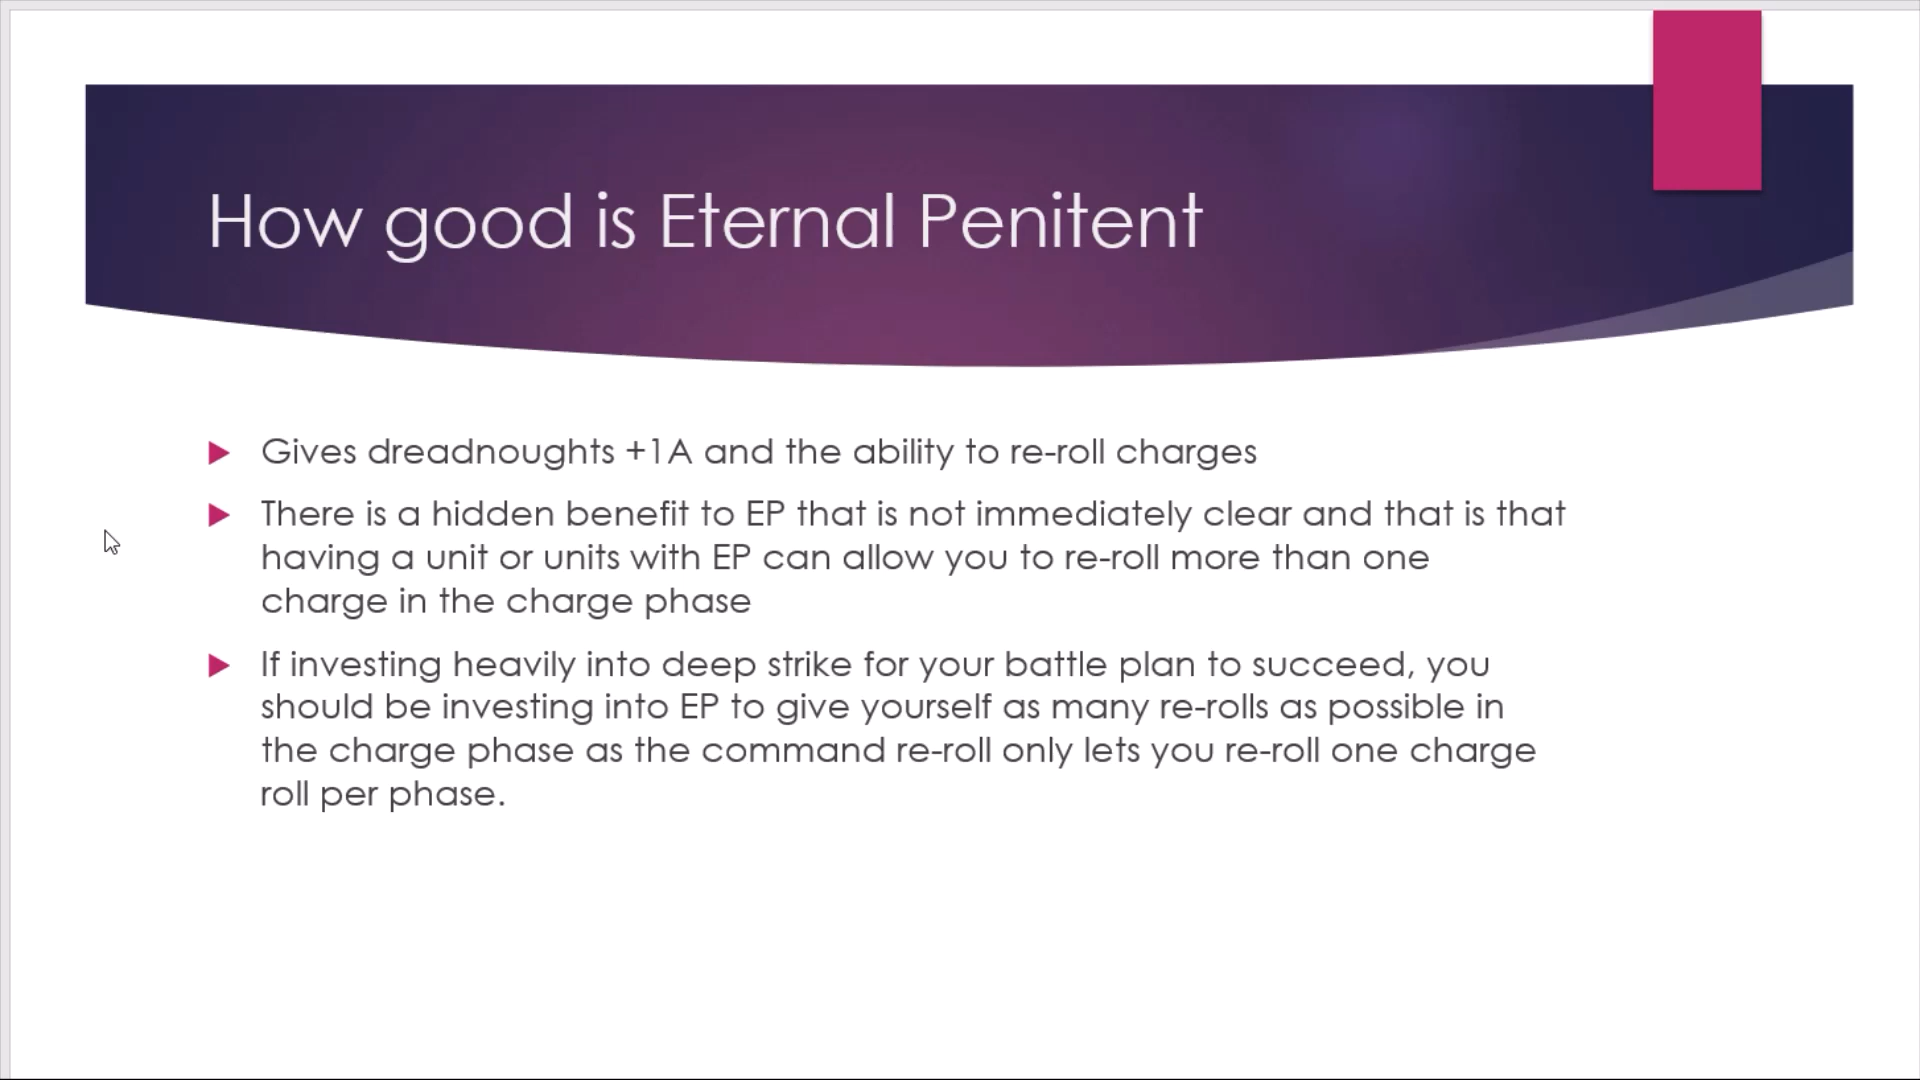 How good is Eternal Penitent
Gives dreadnoughts +1A and the ability to re-roll charges
There is a hidden benefit to EP that is not immediately clear and that is that
having a unit or units with EP can allow you to re-roll more than one
charge in the charge phase
If investing heavily into deep strike for your battle plan to succeed, you
should be investing into EP to give yourself as many re-rolls as possible in
the charge phase as the command re-roll only lets you re-roll one charge
roll per phase.